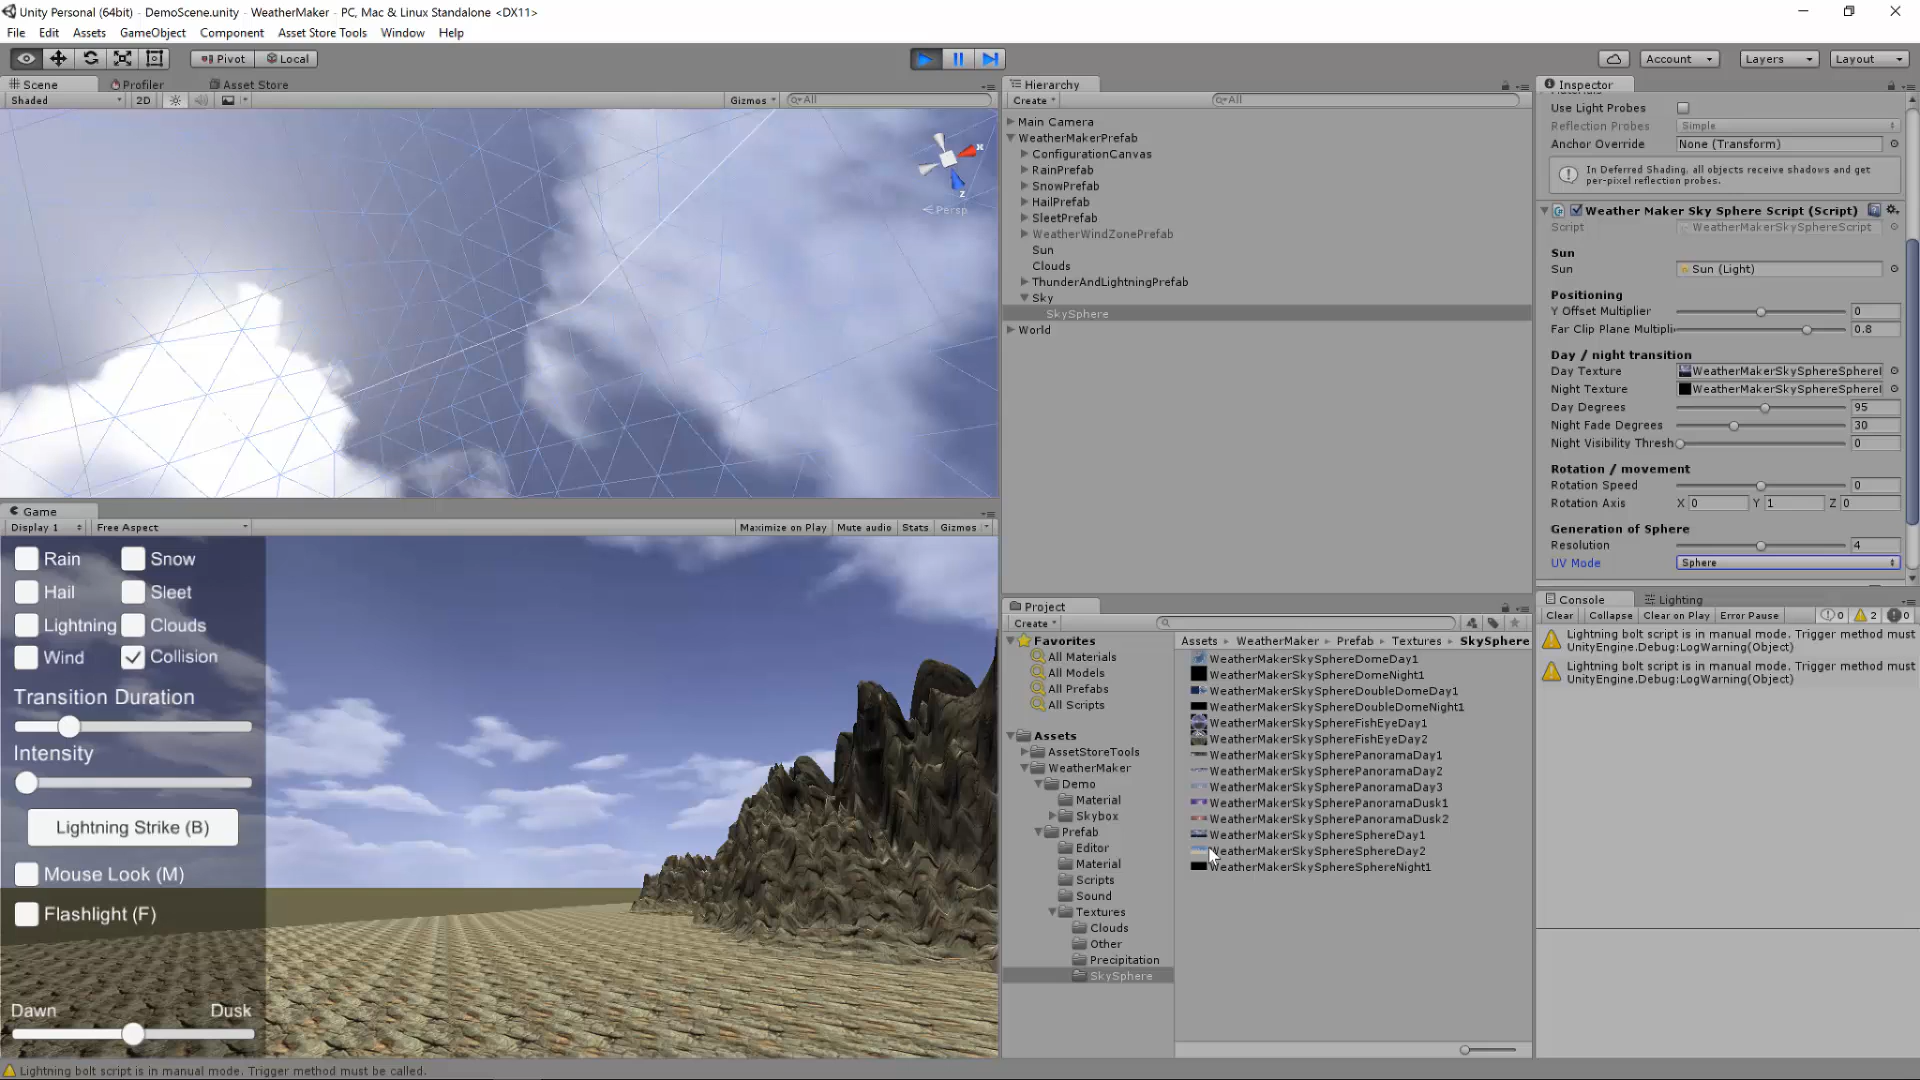 Unity Personal (64bit) - DemoScene.unity - WeatherMaker - PC, Mac & Linux Standalone <DX11>
File Edit Assets GameObject Component Asset Store Tools Window Help
Pivot Local Account Layers Layout
Scene Profiler Asset Store
Shaded 2D Gizmos All
x
z
Persp
Game
Display 1 Free Aspect Maximize on Play Mute audio Stats Gizmos
Rain Snow
Hail Sleet
Lightning Clouds
Wind Collision
Transition Duration
Intensity
Lightning Strike (B)
Mouse Look (M)
Flashlight (F)
Dawn Dusk
Lightning bolt script is in manual mode. Trigger method must be called.
Hierarchy
Create All
Main Camera
WeatherMakerPrefab
ConfigurationCanvas
RainPrefab
SnowPrefab
HailPrefab
SleetPrefab
WeatherWindZonePrefab
Sun
Clouds
ThunderAndLightningPrefab
Sky
SkySphere
World
Project
Create
Favorites
All Materials
All Models
All Prefabs
All Scripts
Assets
AssetStoreTools
WeatherMaker
Demo
Material
Skybox
Prefab
Editor
Material
Scripts
Sound
Textures
Clouds
Other
Precipitation
SkySphere
Assets WeatherMaker Prefab Textures SkySphere
WeatherMakerSkySphereDomeDay1
WeatherMakerSkySphereDomeNight1
WeatherMakerSkySphereDoubleDomeDay1
WeatherMakerSkySphereDoubleDomeNight1
WeatherMakerSkySphereFishEyeDay1
WeatherMakerSkySphereFishEyeDay2
WeatherMakerSkySpherePanoramaDay1
WeatherMakerSkySpherePanoramaDay2
WeatherMakerSkySpherePanoramaDay3
WeatherMakerSkySpherePanoramaDusk1
WeatherMakerSkySpherePanoramaDusk2
WeatherMakerSkySphereSphereDay1
WeatherMakerSkySphereSphereDay2
WeatherMakerSkySphereSphereNight1
Inspector
Use Light Probes
Reflection Probes Simple
Anchor Override None (Transform)
In Deferred Shading, all objects receive shadows and get
per-pixel reflection probes.
Weather Maker Sky Sphere Script (Script)
Script WeatherMakerSkySphereScript
Sun
Sun Sun (Light)
Positioning
Y Offset Multiplier 0
Far Clip Plane Multipli 0.8
Day / night transition
Day Texture WeatherMakerSkySphereSphereI
Night Texture WeatherMakerSkySphereSphereI
Day Degrees 95
Night Fade Degrees 30
Night Visibility Thresh 0
Rotation / movement
Rotation Speed 0
Rotation Axis X 0 Y 1 Z 0
Generation of Sphere
Resolution 4
UV Mode Sphere
Console Lighting
Clear Collapse Clear on Play Error Pause 0 2 0
Lightning bolt script is in manual mode. Trigger method must
UnityEngine.Debug:LogWarning(Object)
Lightning bolt script is in manual mode. Trigger method must
UnityEngine.Debug:LogWarning(Object)